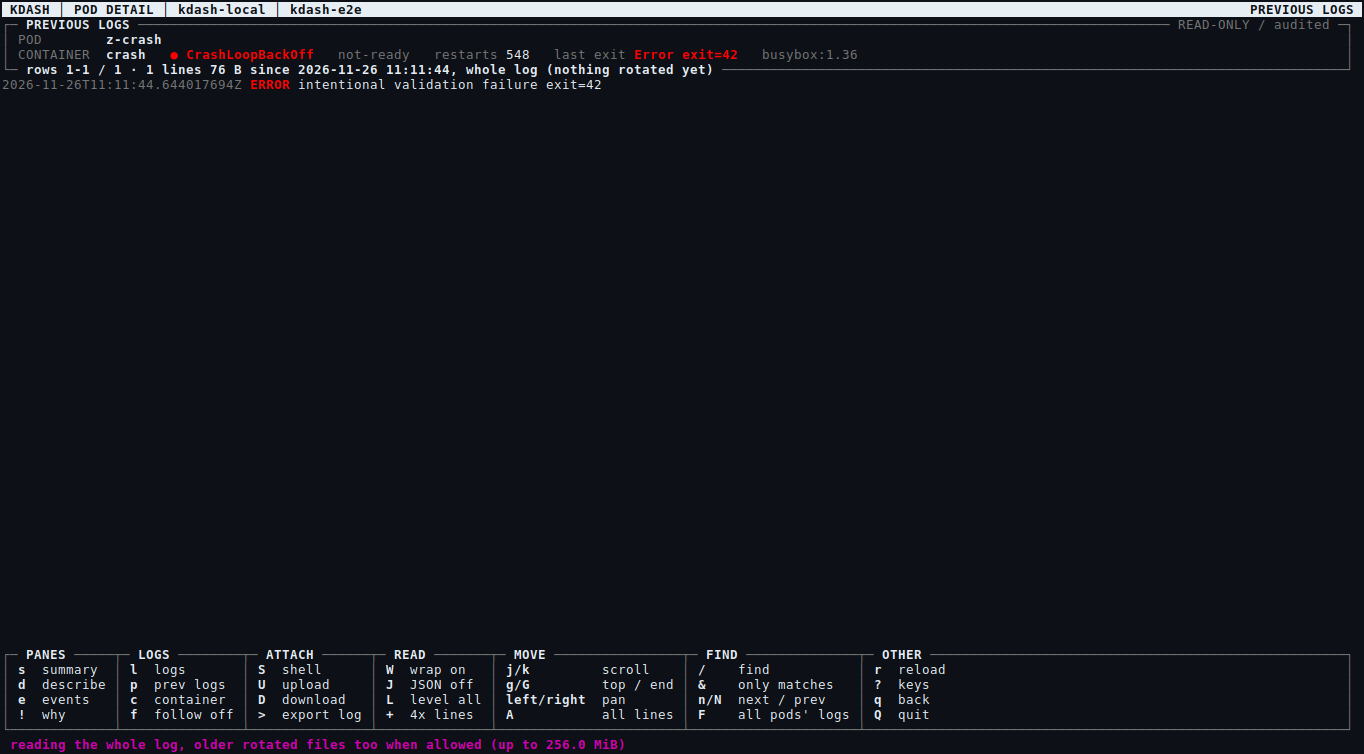 KDASH │ POD DETAIL │ kdash-local │ kdash-e2e PREVIOUS LOGS
PREVIOUS LOGS READ-ONLY / audited
POD z-crash
CONTAINER crash ● CrashLoopBackOff not-ready restarts 548 last exit Error exit=42 busybox:1.36
rows 1-1 / 1 · 1 lines 76 B since 2026-11-26 11:11:44, whole log (nothing rotated yet)
2026-11-26T11:11:44.644017694Z ERROR intentional validation failure exit=42
PANES LOGS ATTACH READ MOVE FIND OTHER
s summary l logs S shell W wrap on j/k scroll / find r reload
d describe p prev logs U upload J JSON off g/G top / end & only matches ? keys
e events c container D download L level all left/right pan n/N next / prev q back
! why f follow off > export log + 4x lines A all lines F all pods' logs Q quit
reading the whole log, older rotated files too when allowed (up to 256.0 MiB)